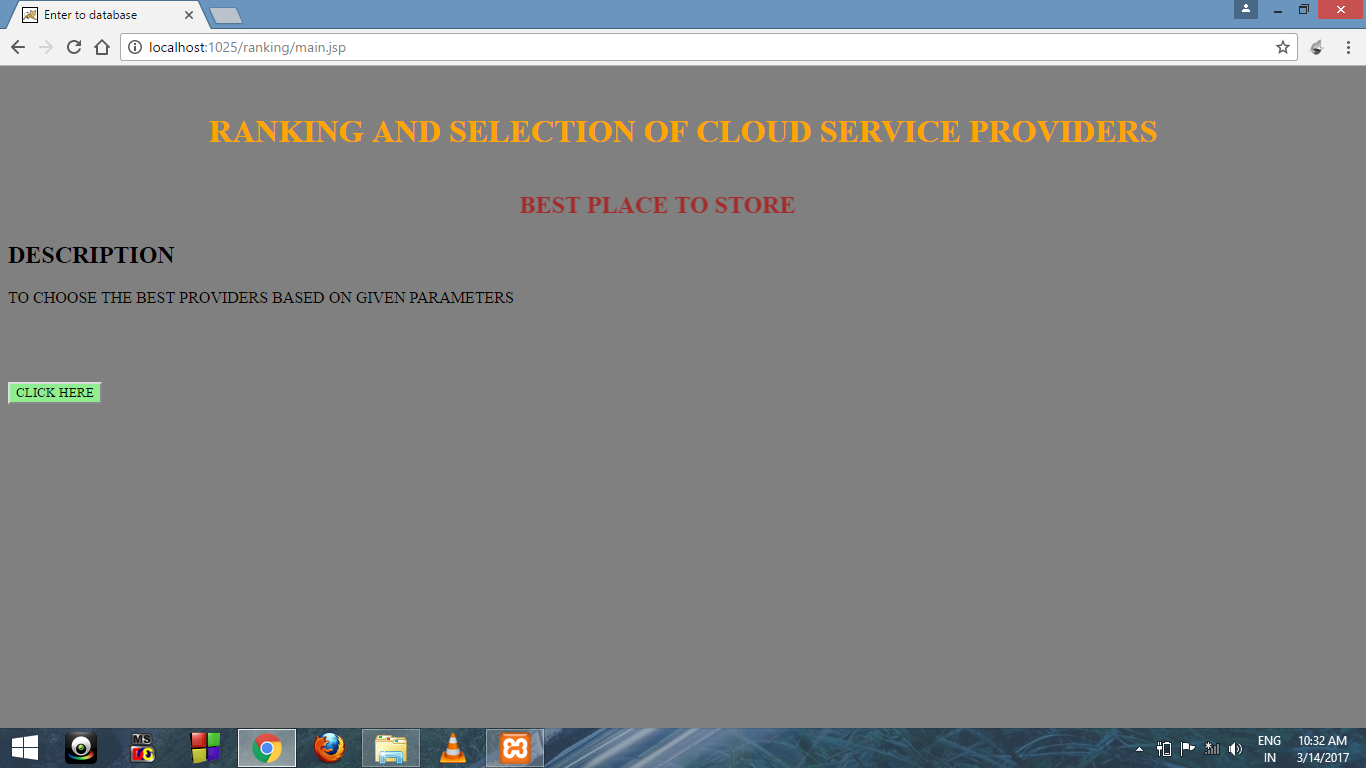 Enter to database
localhost:1025/ranking/main.jsp
RANKING AND SELECTION OF CLOUD SERVICE PROVIDERS
BEST PLACE TO STORE
DESCRIPTION
TO CHOOSE THE BEST PROVIDERS BASED ON GIVEN PARAMETERS
CLICK HERE
MS
ENG
IN
10:32 AM
3/14/2017